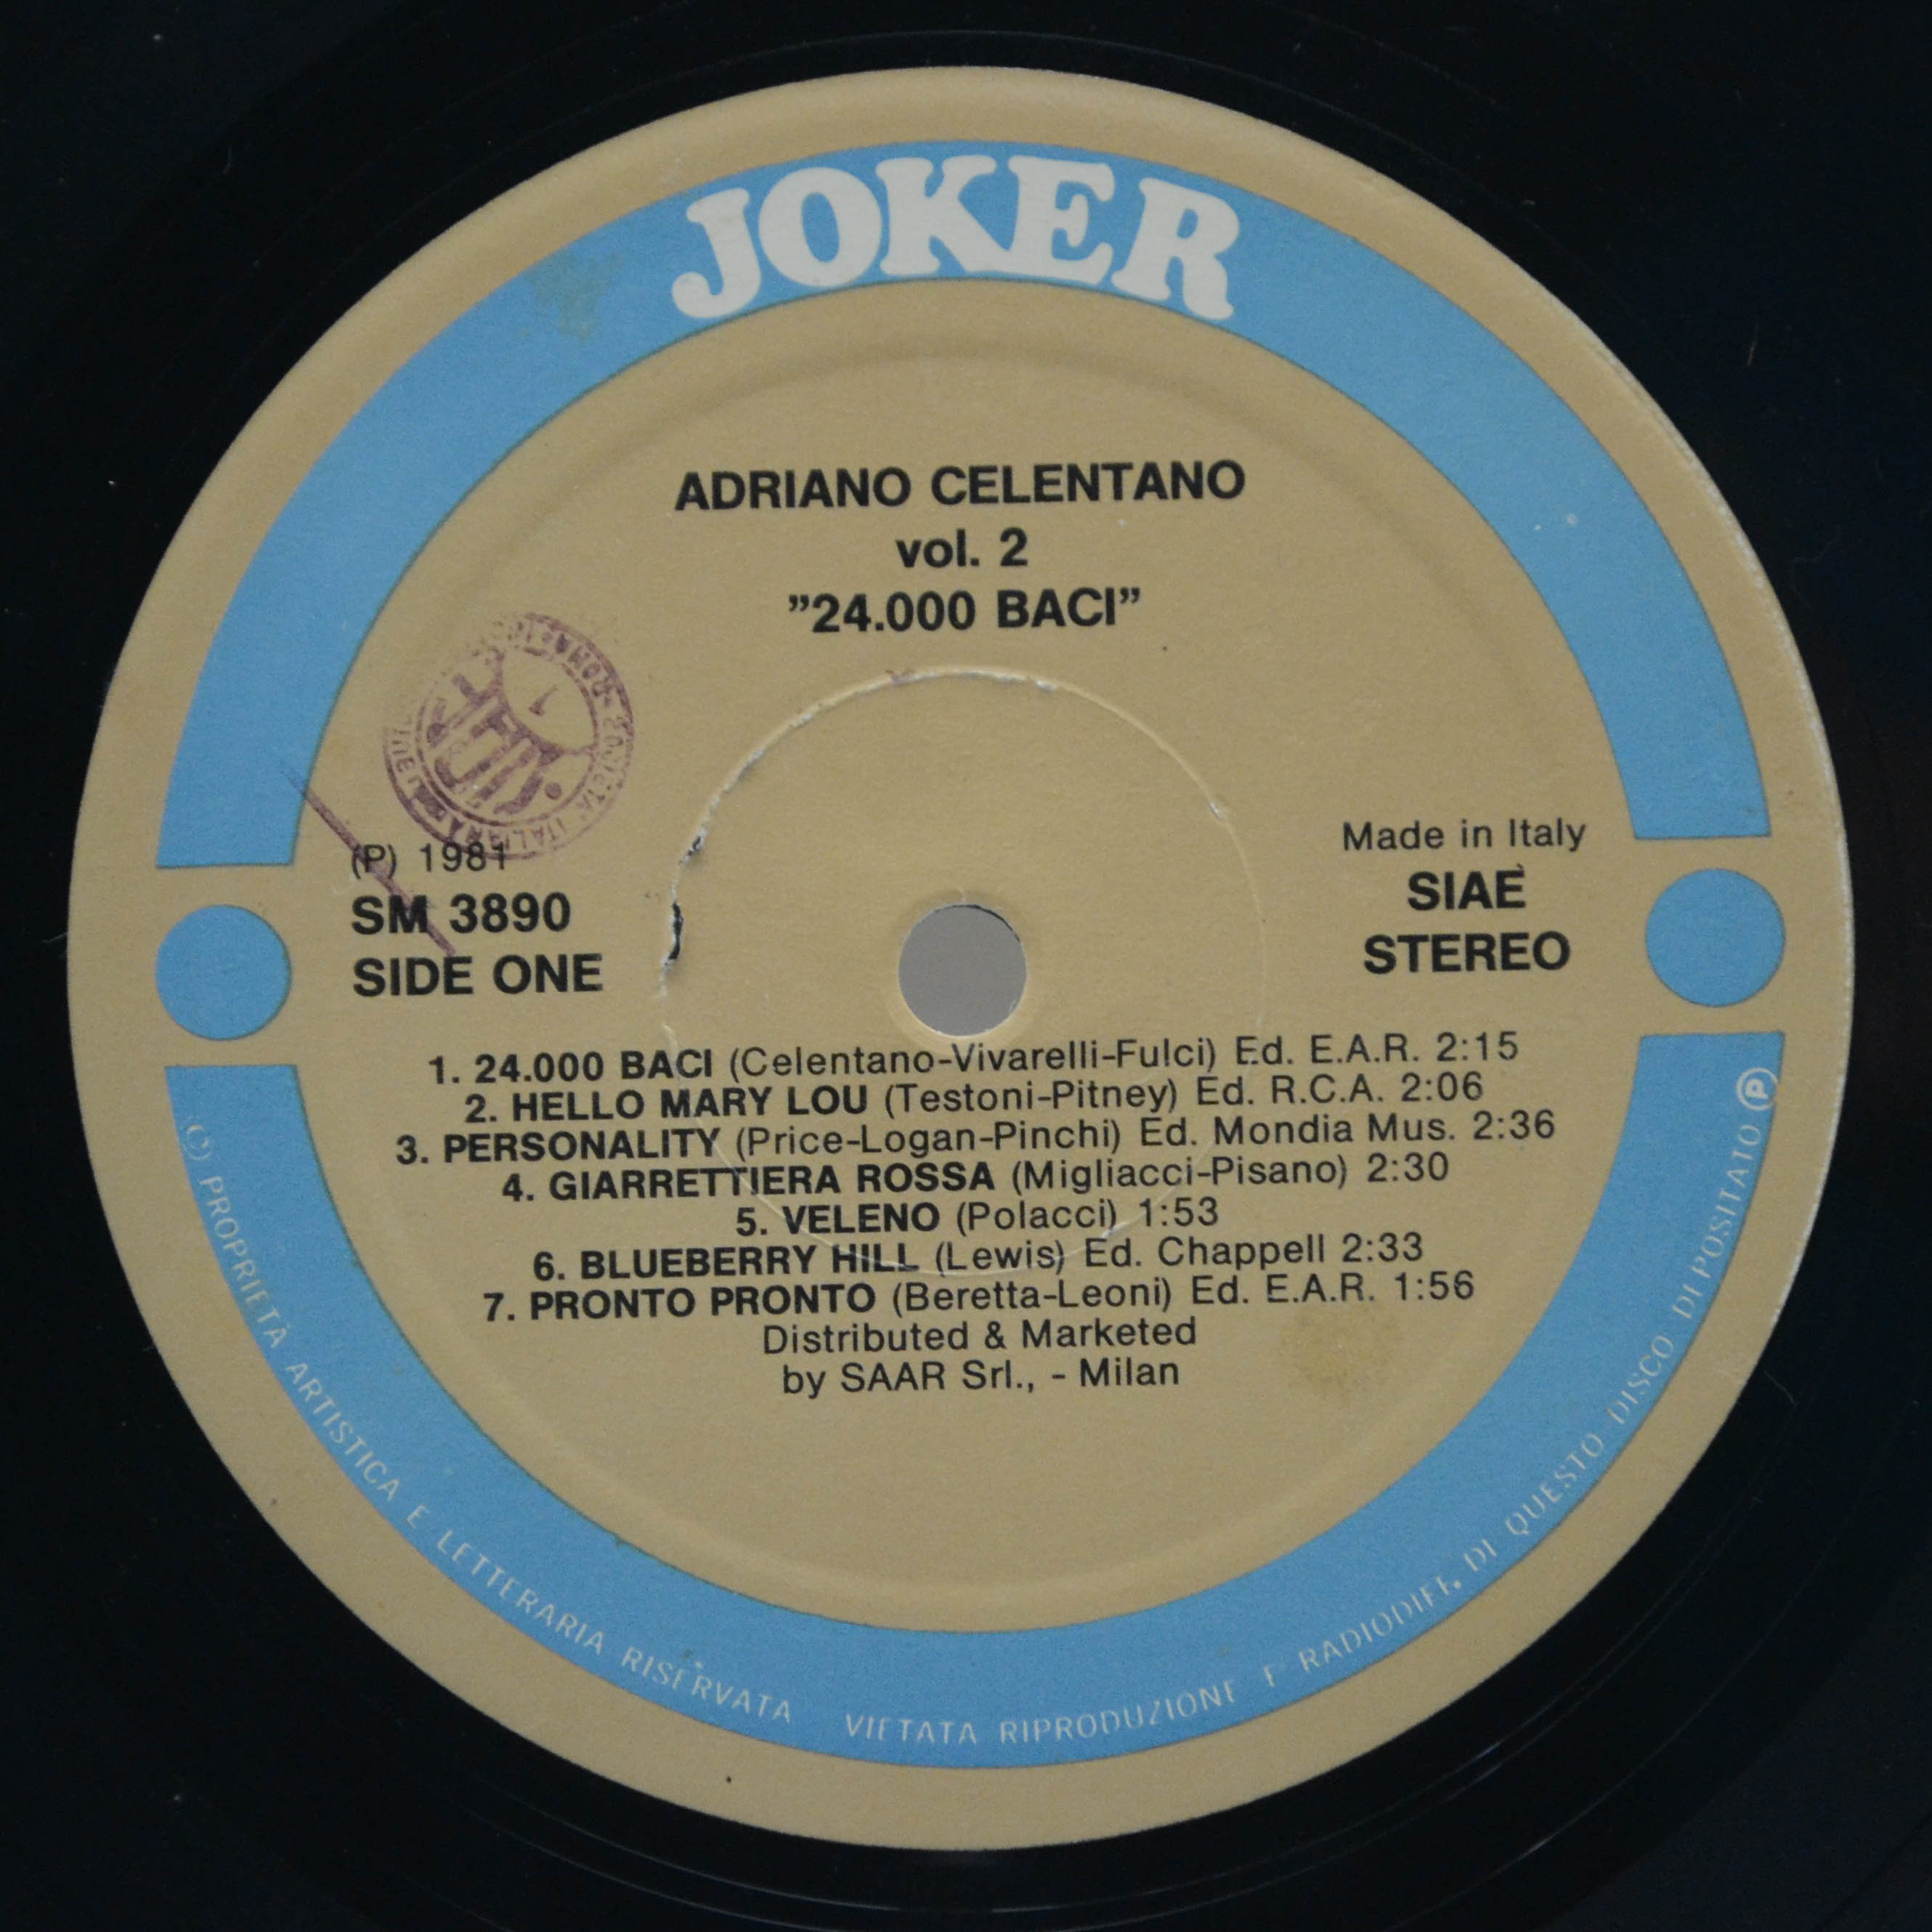 JOKER
ADRIANO CELENTANO
vol. 2
”24.000 BACI”
(P) 1981
SM 3890
SIDE ONE
Made in Italy
SIAE
STEREO
1. 24.000 BACI (Celentano-Vivarelli-Fulci) Ed. E.A.R. 2:15
2. HELLO MARY LOU (Testoni-Pitney) Ed. R.C.A. 2:06
3. PERSONALITY (Price-Logan-Pinchi) Ed. Mondia Mus. 2:36
4. GIARRETTIERA ROSSA (Migliacci-Pisano) 2:30
5. VELENO (Polacci) 1:53
6. BLUEBERRY HILL (Lewis) Ed. Chappell 2:33
7. PRONTO PRONTO (Beretta-Leoni) Ed. E.A.R. 1:56
Distributed & Marketed
by SAAR Srl., - Milan
(C) PROPRIETÀ ARTISTICA E LETTERARIA RISERVATA VIETATA RIPRODUZIONE E RADIODIFF. DI QUESTO DISCO DI POSITATO Ⓟ
ROMA
ITALIANA